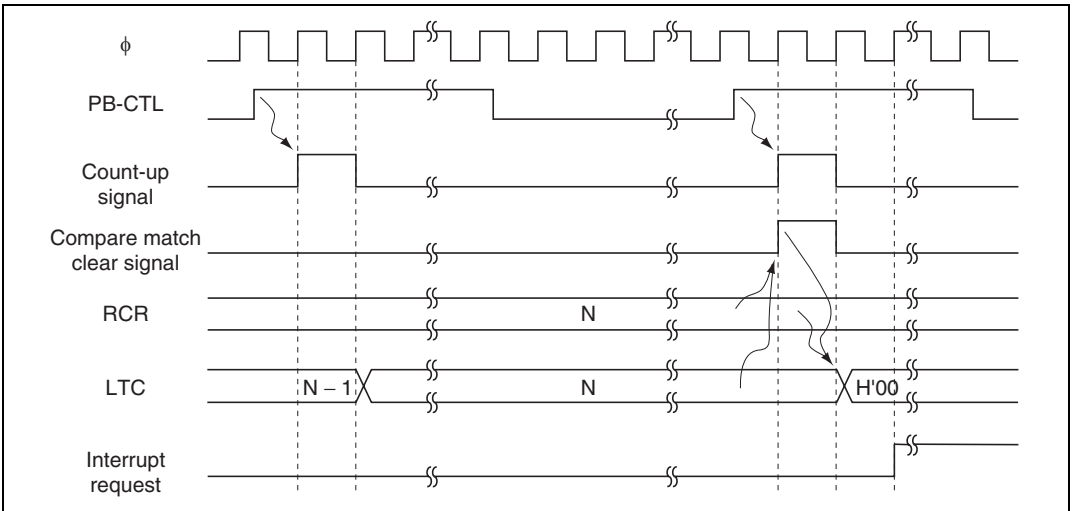 ϕ
PB-CTL
Count-up
signal
Compare match
clear signal
RCR
N
LTC
N – 1
N
H'00
Interrupt
request